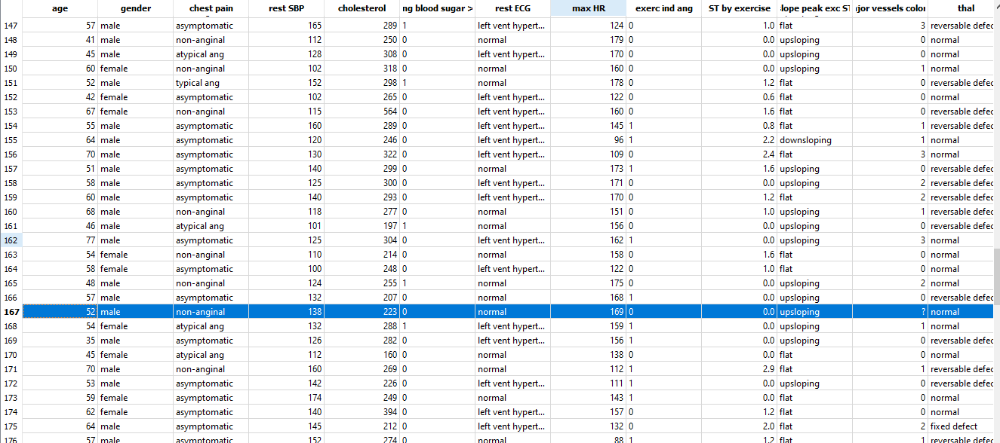 age gender chest pain rest SBP cholesterol ng blood sugar > rest ECG max HR exerc ind ang ST by exercise lope peak exc ST jor vessels color thal
147 57 male asymptomatic 165 289 1 left vent hypert... 124 0 1.0 flat 3 reversable defec
148 41 male non-anginal 112 250 0 normal 179 0 0.0 upsloping 0 normal
149 45 male atypical ang 128 308 0 left vent hypert... 170 0 0.0 upsloping 0 normal
150 60 female non-anginal 102 318 0 normal 160 0 0.0 upsloping 1 normal
151 52 male typical ang 152 298 1 normal 178 0 1.2 flat 0 reversable defec
152 42 female asymptomatic 102 265 0 left vent hypert... 122 0 0.6 flat 0 normal
153 67 female non-anginal 115 564 0 left vent hypert... 160 0 1.6 flat 0 reversable defec
154 55 male asymptomatic 160 289 0 left vent hypert... 145 1 0.8 flat 1 reversable defec
155 64 male asymptomatic 120 246 0 left vent hypert... 96 1 2.2 downsloping 1 normal
156 70 male asymptomatic 130 322 0 left vent hypert... 109 0 2.4 flat 3 normal
157 51 male asymptomatic 140 299 0 normal 173 1 1.6 upsloping 0 reversable defec
158 58 male asymptomatic 125 300 0 left vent hypert... 171 0 0.0 upsloping 2 reversable defec
159 60 male asymptomatic 140 293 0 left vent hypert... 170 0 1.2 flat 2 reversable defec
160 68 male non-anginal 118 277 0 normal 151 0 1.0 upsloping 1 reversable defec
161 46 male atypical ang 101 197 1 normal 156 0 0.0 upsloping 0 reversable defec
162 77 male asymptomatic 125 304 0 left vent hypert... 162 1 0.0 upsloping 3 normal
163 54 female non-anginal 110 214 0 normal 158 0 1.6 flat 0 normal
164 58 female asymptomatic 100 248 0 left vent hypert... 122 0 1.0 flat 0 normal
165 48 male non-anginal 124 255 1 normal 175 0 0.0 upsloping 2 normal
166 57 male asymptomatic 132 207 0 normal 168 1 0.0 upsloping 0 reversable defec
167 52 male non-anginal 138 223 0 normal 169 0 0.0 upsloping ? normal
168 54 female atypical ang 132 288 1 left vent hypert... 159 1 0.0 upsloping 1 normal
169 35 male asymptomatic 126 282 0 left vent hypert... 156 1 0.0 upsloping 0 reversable defec
170 45 female atypical ang 112 160 0 normal 138 0 0.0 flat 0 normal
171 70 male non-anginal 160 269 0 normal 112 1 2.9 flat 1 reversable defec
172 53 male asymptomatic 142 226 0 left vent hypert... 111 1 0.0 upsloping 0 reversable defec
173 59 female asymptomatic 174 249 0 normal 143 1 0.0 flat 0 normal
174 62 female asymptomatic 140 394 0 left vent hypert... 157 0 1.2 flat 0 normal
175 64 male asymptomatic 145 212 0 left vent hypert... 132 0 2.0 flat 2 fixed defect
176 57 male asymptomatic 152 274 0 normal 88 1 1.2 flat 1 reversable defec